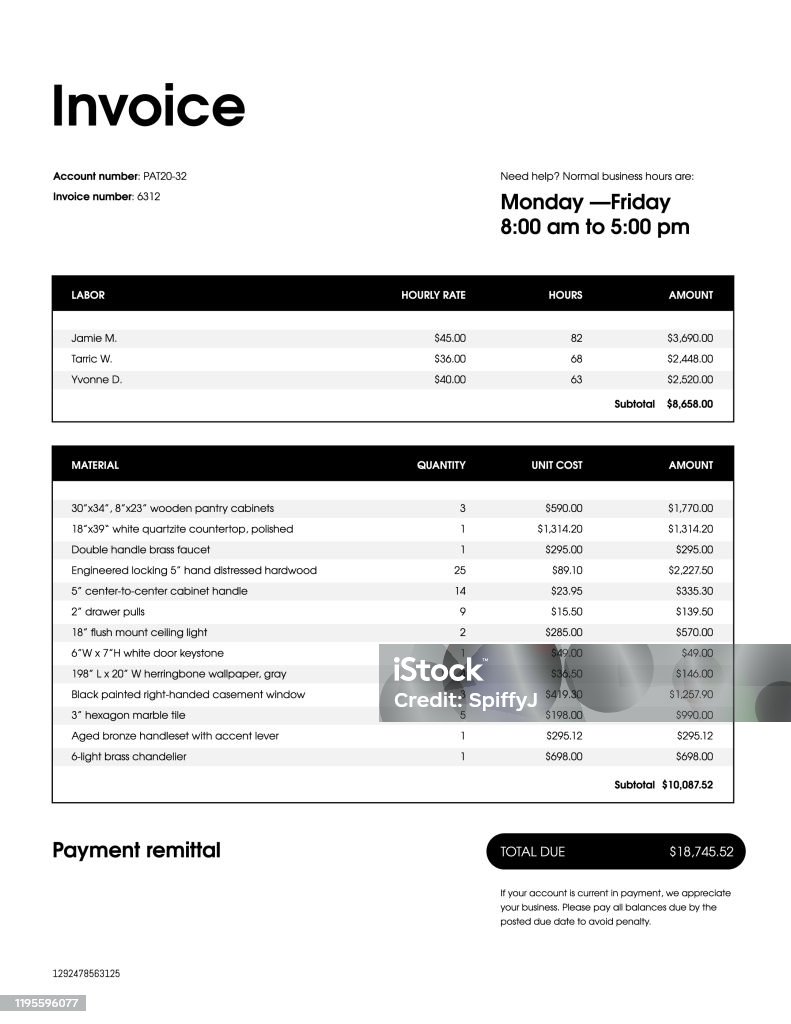 Invoice
Account number: PAT20-32
Invoice number: 6312
Need help? Normal business hours are:
Monday —Friday
8:00 am to 5:00 pm
LABOR HOURLY RATE HOURS AMOUNT
Jamie M. $45.00 82 $3,690.00
Tarric W. $36.00 68 $2,448.00
Yvonne D. $40.00 63 $2,520.00
Subtotal $8,658.00
MATERIAL QUANTITY UNIT COST AMOUNT
30”x34”, 8”x23” wooden pantry cabinets 3 $590.00 $1,770.00
18”x39“ white quartzite countertop, polished 1 $1,314.20 $1,314.20
Double handle brass faucet 1 $295.00 $295.00
Engineered locking 5” hand distressed hardwood 25 $89.10 $2,227.50
5” center-to-center cabinet handle 14 $23.95 $335.30
2” drawer pulls 9 $15.50 $139.50
18” flush mount ceiling light 2 $285.00 $570.00
6”W x 7”H white door keystone 1 $49.00 $49.00
198” L x 20” W herringbone wallpaper, gray $36.50 $146.00
Black painted right-handed casement window 3 $419.30 $1,257.90
3” hexagon marble tile 5 $198.00 $990.00
Aged bronze handleset with accent lever 1 $295.12 $295.12
6-light brass chandelier 1 $698.00 $698.00
Subtotal $10,087.52
iStock™
Credit: SpiffyJ
Payment remittal
TOTAL DUE $18,745.52
If your account is current in payment, we appreciate
your business. Please pay all balances due by the
posted due date to avoid penalty.
1292478563125
1195596077